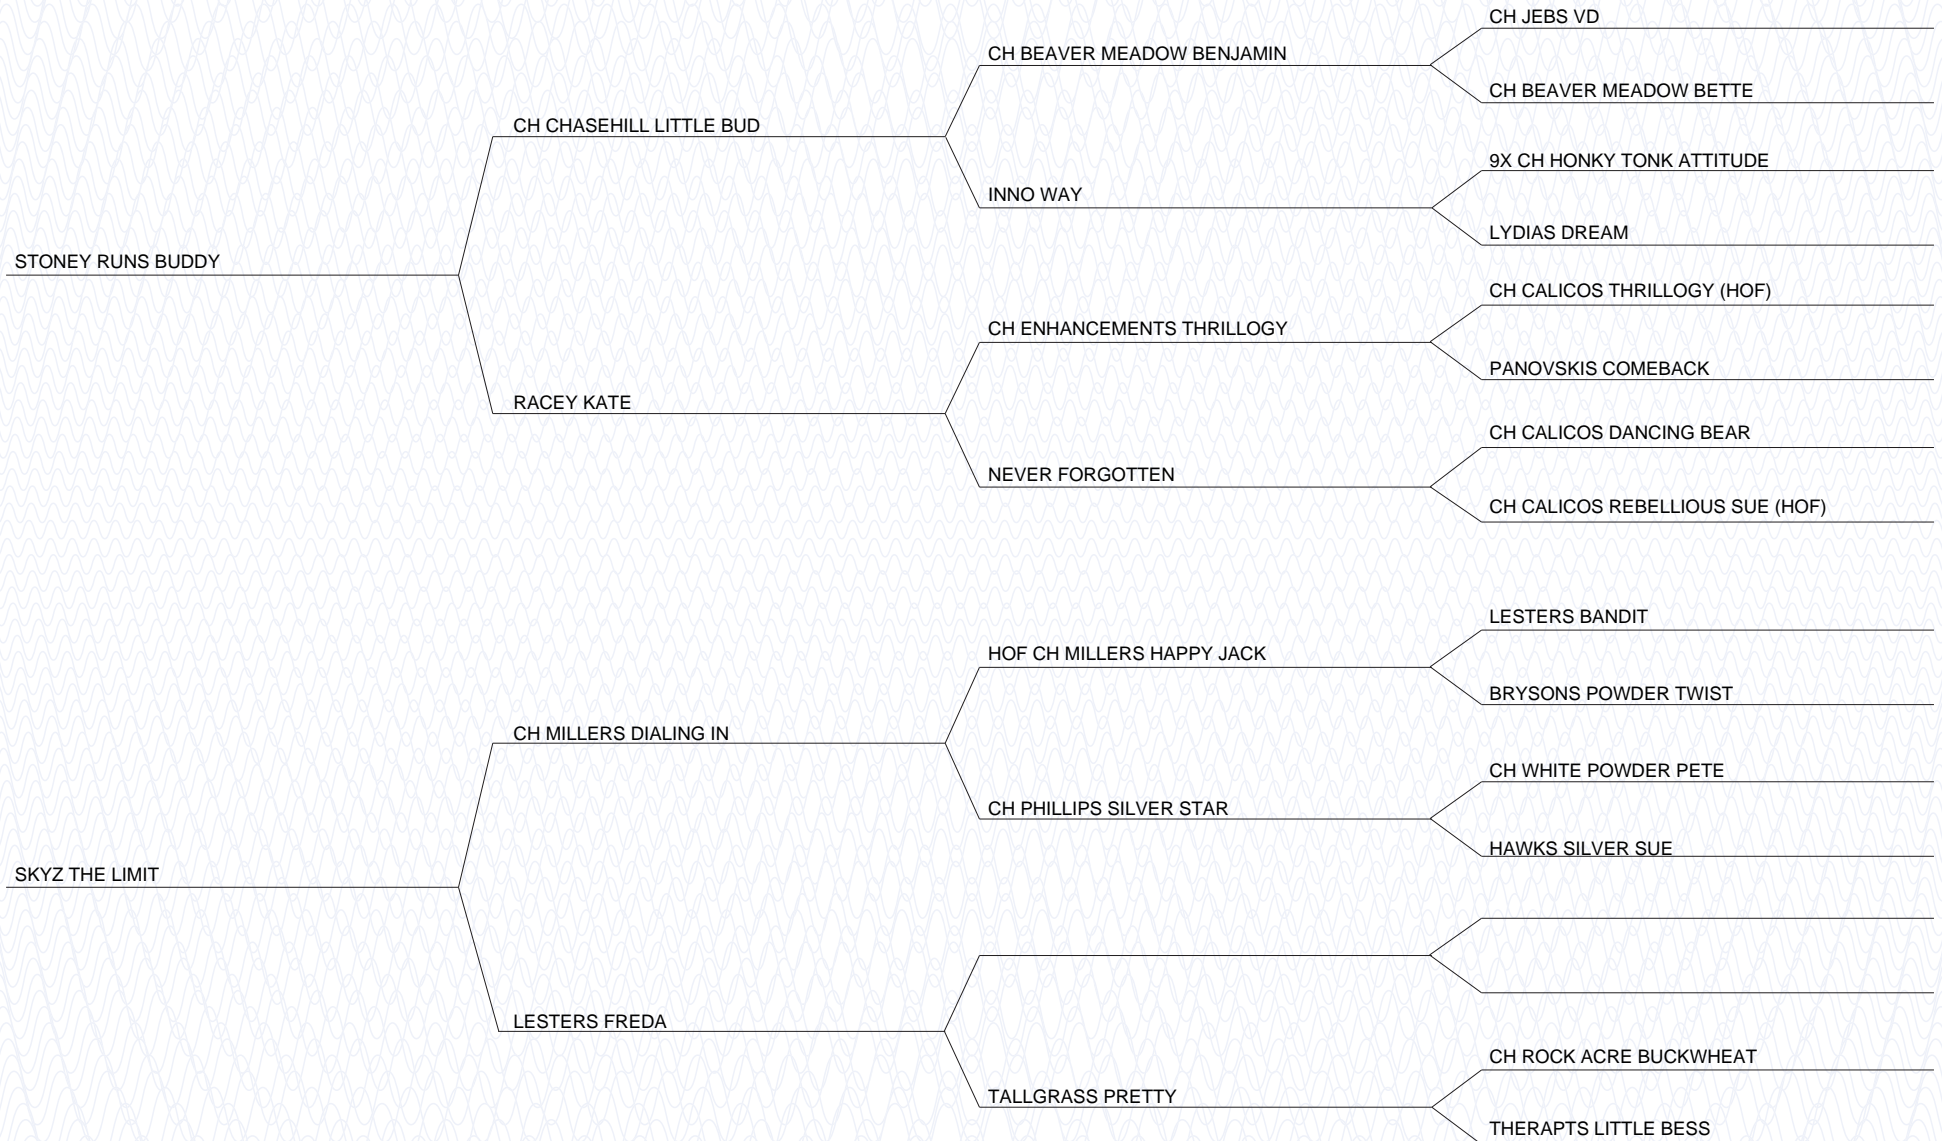 CH JEBS VD
CH BEAVER MEADOW BENJAMIN
CH BEAVER MEADOW BETTE
CH CHASEHILL LITTLE BUD
9X CH HONKY TONK ATTITUDE
INNO WAY
LYDIAS DREAM
STONEY RUNS BUDDY
CH CALICOS THRILLOGY (HOF)
CH ENHANCEMENTS THRILLOGY
PANOVSKIS COMEBACK
RACEY KATE
CH CALICOS DANCING BEAR
NEVER FORGOTTEN
CH CALICOS REBELLIOUS SUE (HOF)
LESTERS BANDIT
HOF CH MILLERS HAPPY JACK
BRYSONS POWDER TWIST
CH MILLERS DIALING IN
CH WHITE POWDER PETE
CH PHILLIPS SILVER STAR
HAWKS SILVER SUE
SKYZ THE LIMIT
LESTERS FREDA
CH ROCK ACRE BUCKWHEAT
TALLGRASS PRETTY
THERAPTS LITTLE BESS